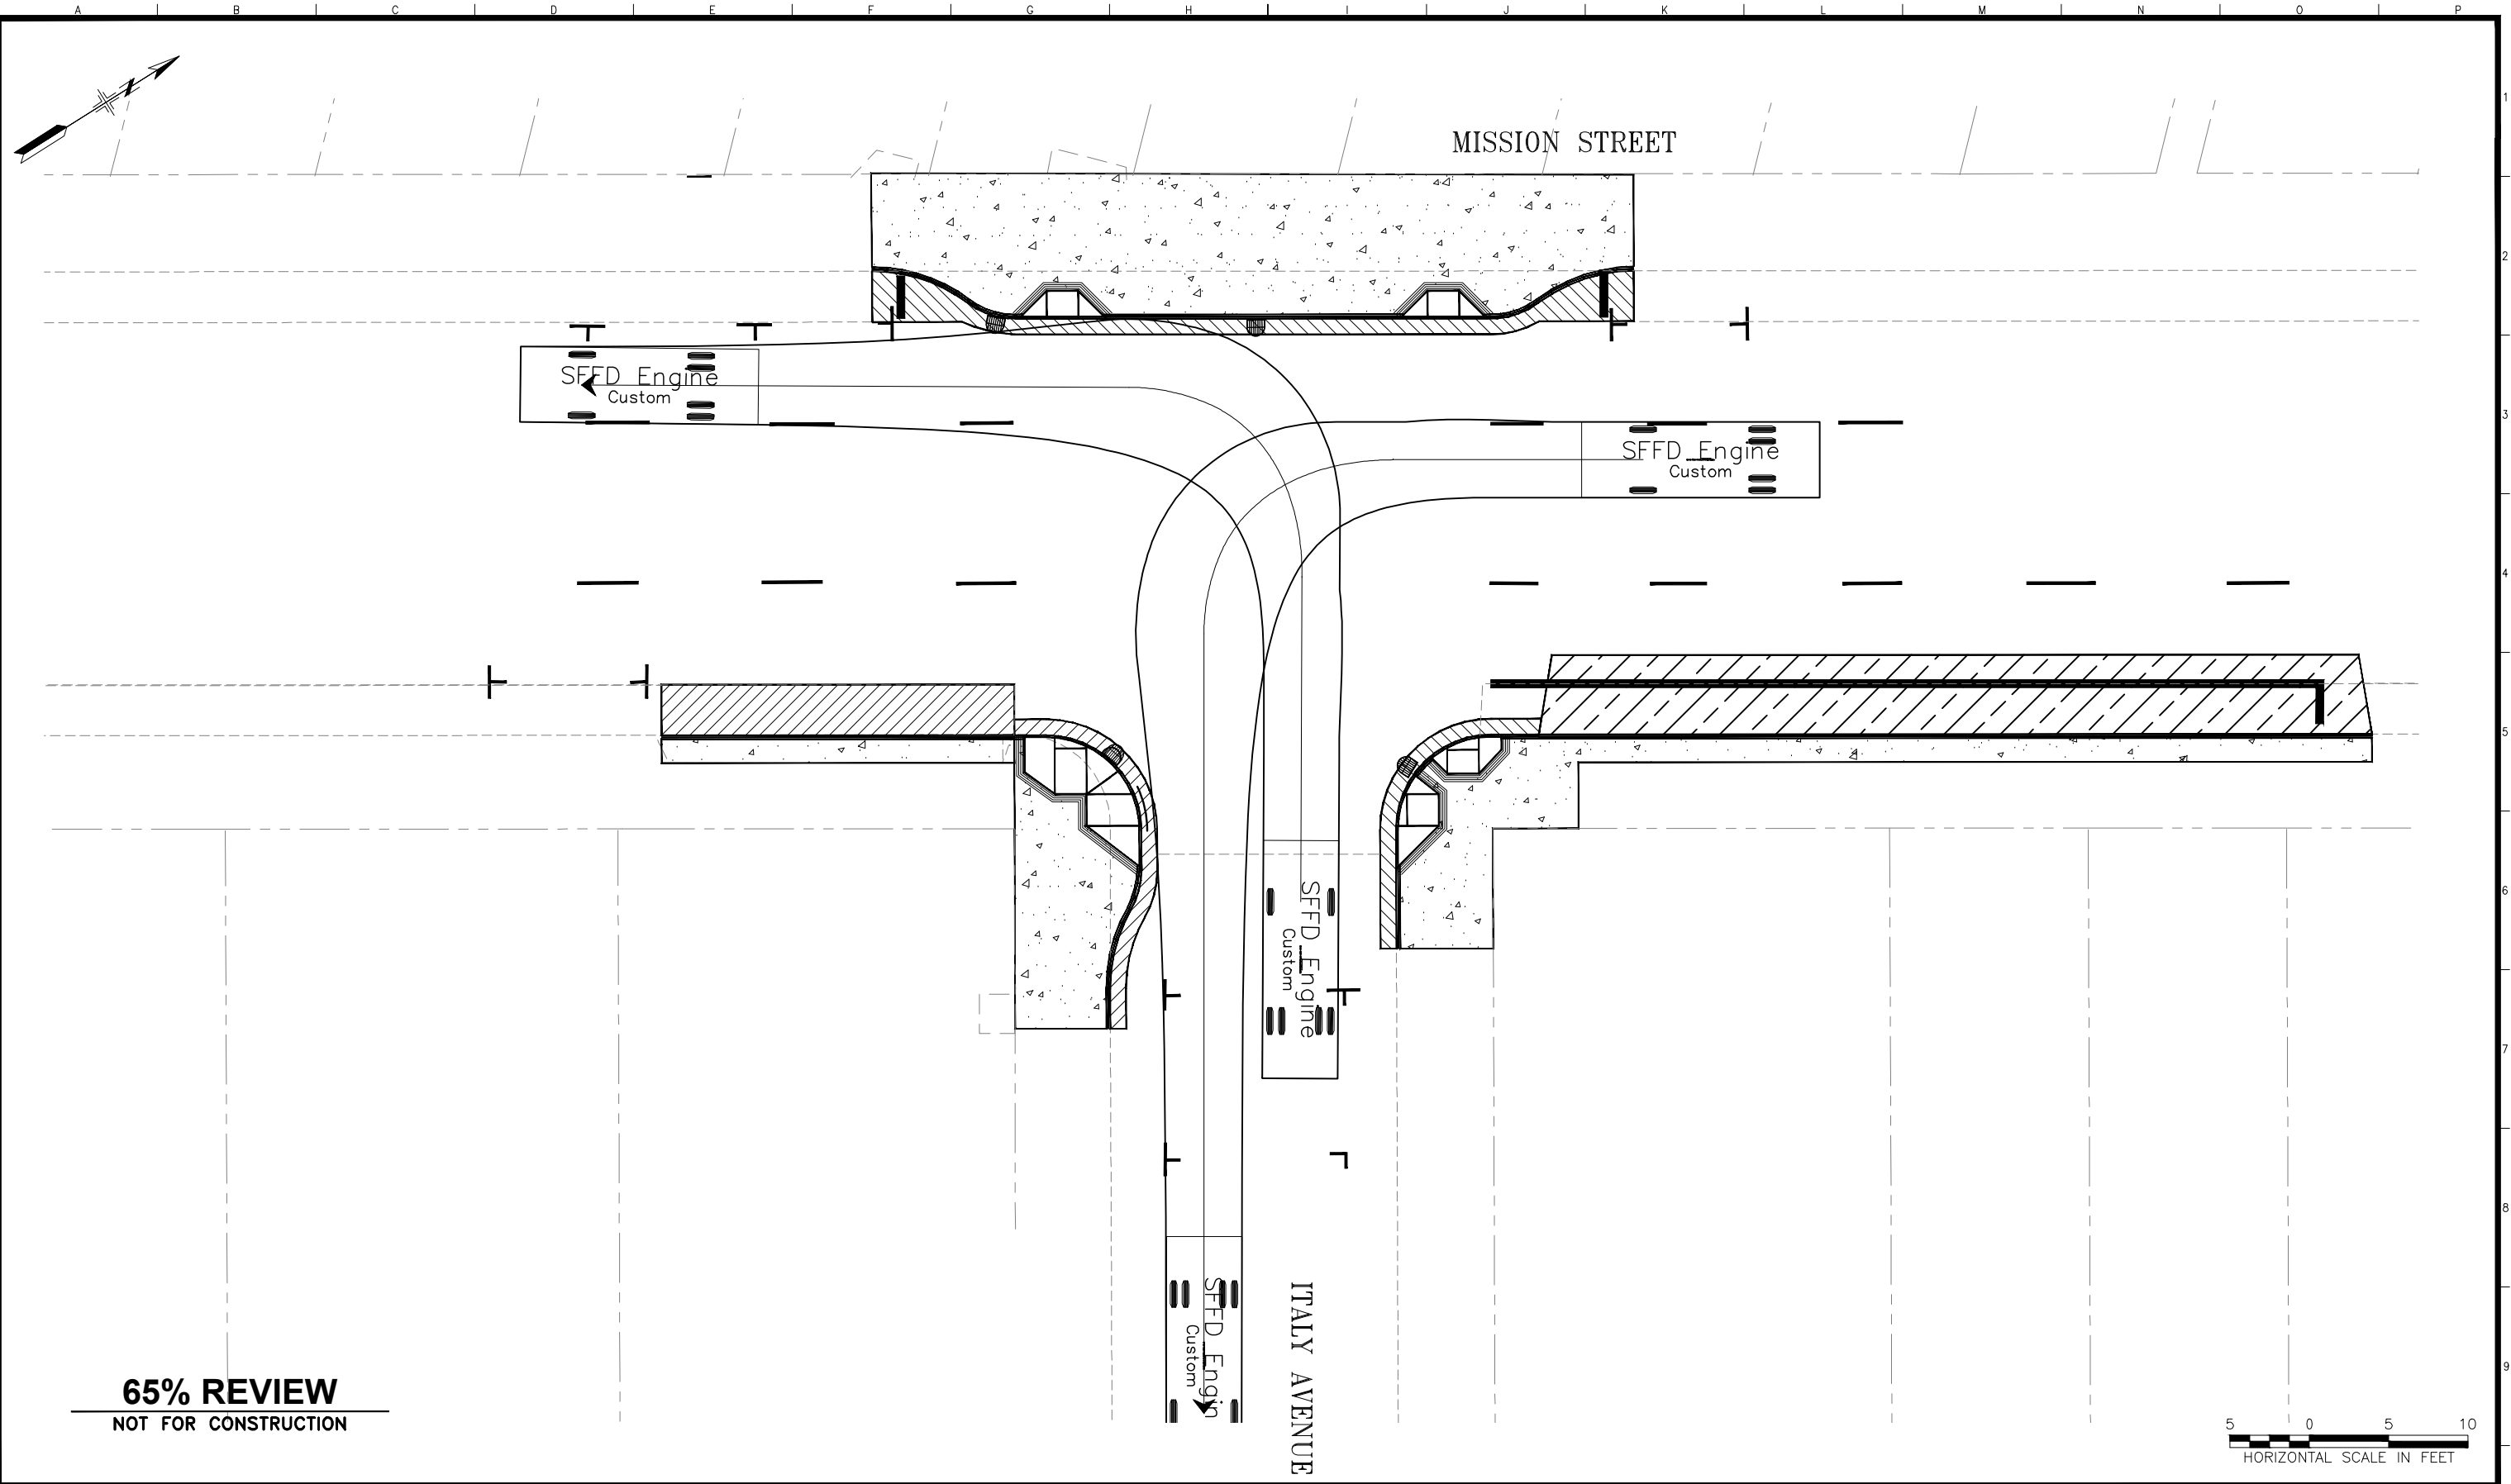 A B C D E F G H I J K L M N O P
N
1
MISSION STREET
2
SFFD Engine
Custom
3
SFFD Engine
Custom
4
5
6
SFFD Engine
Custom
7
8
SFFD Engin
Custom
ITALY AVENUE
9
65% REVIEW
NOT FOR CONSTRUCTION
5 0 5 10
HORIZONTAL SCALE IN FEET